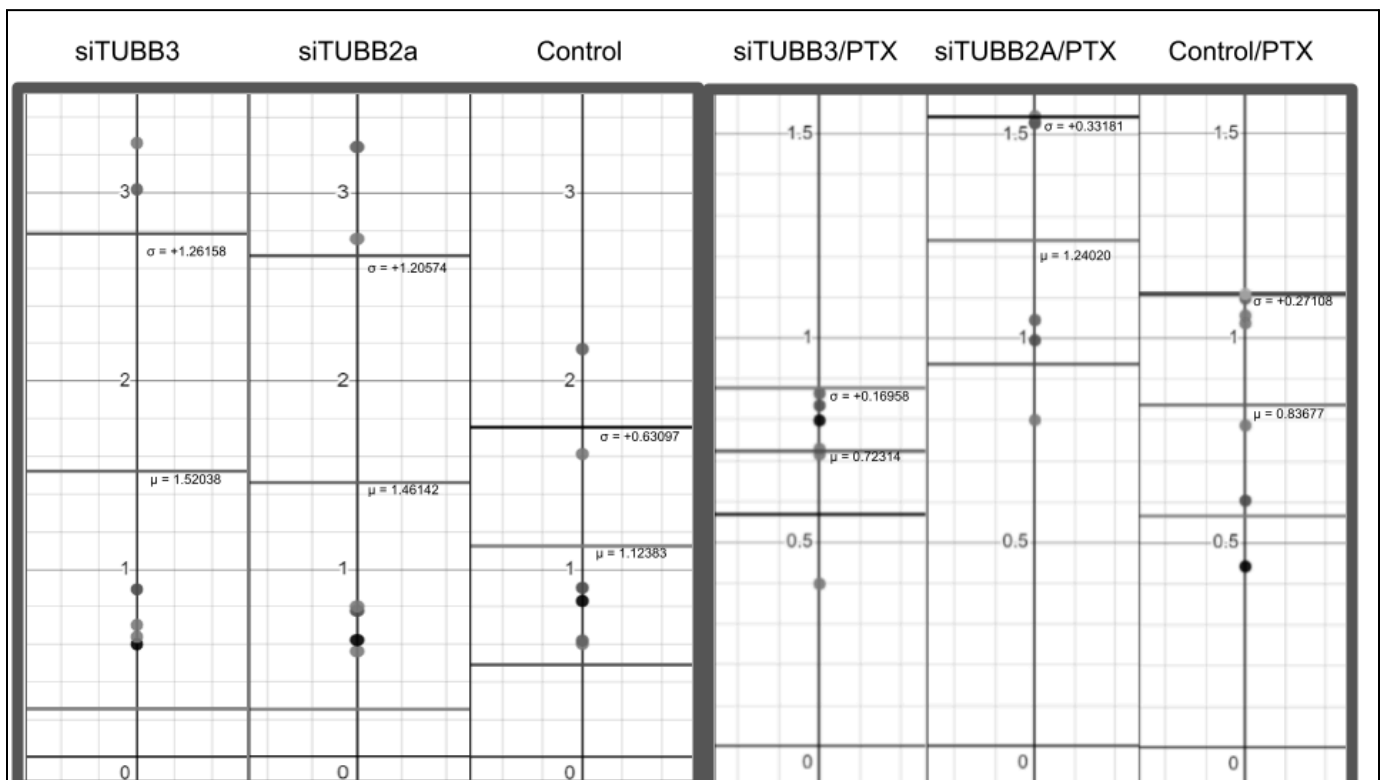 siTUBB3 siTUBB2a Control siTUBB3/PTX siTUBB2A/PTX Control/PTX
1.5 1.5 1.5
σ = +0.33181
3 3 3
σ = +1.26158 σ = +1.20574 μ = 1.24020
σ = +0.27108
1 1 1
2 2 2
σ = +0.16958
σ = +0.63097 μ = 0.83677
μ = 0.72314
μ = 1.52038 μ = 1.46142
0.5 0.5 0.5
μ = 1.12383
1 1 1
0 0 0 0 0 0